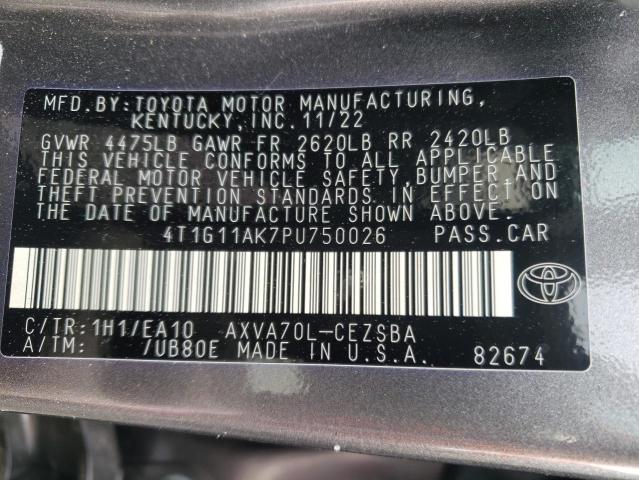 MFD.BY:TOYOTA MOTOR MANUFACTURING,
KENTUCKY,INC.11/22
GVWR 4475LB GAWR FR 2620LB RR 2420LB
THIS VEHICLE CONFORMS TO ALL APPLICABLE
FEDERAL MOTOR VEHICLE SAFETY, BUMPER AND
THEFT PREVENTION STANDARDS IN EFFECT ON
THE DATE OF MANUFACTURE SHOWN ABOVE.
4T1G11AK7PU750026 PASS.CAR
C/TR:1H1/EA10 AXVA70L-CEZSBA
A/TM: /UB80E MADE IN U.S.A. 82674